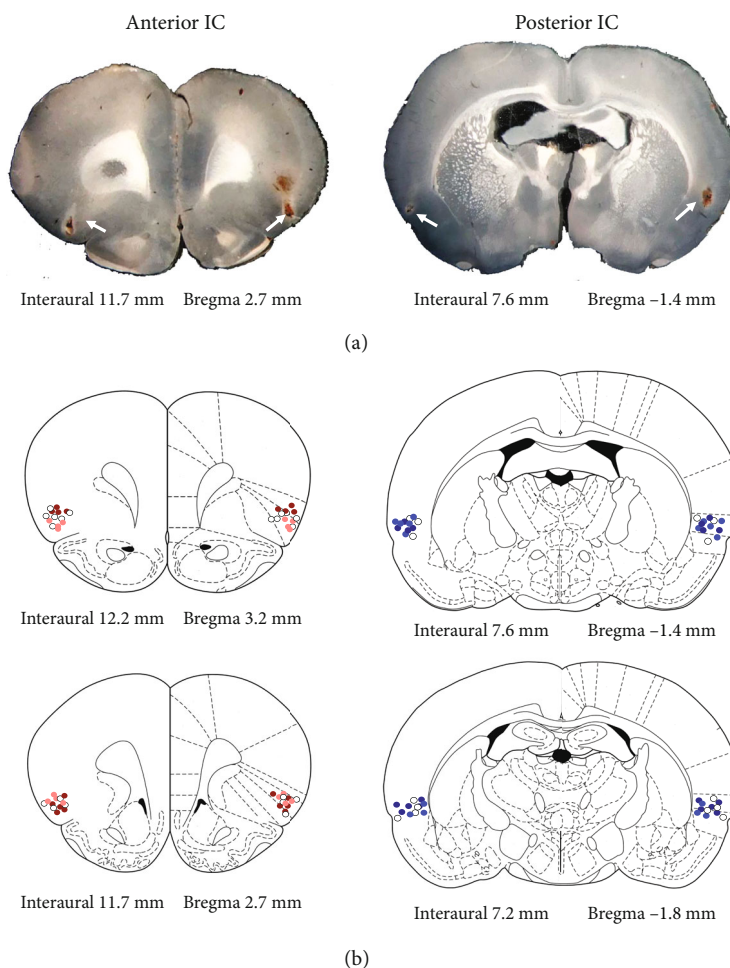 Anterior IC Posterior IC
Interaural 11.7 mm Bregma 2.7 mm Interaural 7.6 mm Bregma –1.4 mm
(a)
Interaural 12.2 mm Bregma 3.2 mm Interaural 7.6 mm Bregma –1.4 mm
Interaural 11.7 mm Bregma 2.7 mm Interaural 7.2 mm Bregma –1.8 mm
(b)